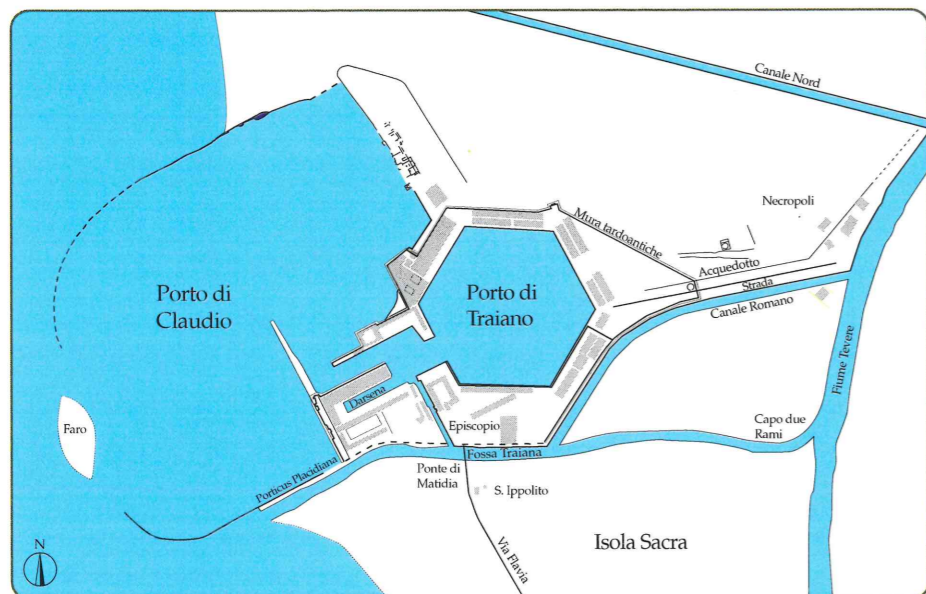 Canale Nord
Necropoli
Mura tardoantiche
Acquedotto
Strada
Canale Romano
Porto di
Claudio
Porto di
Traiano
Fiume Tevere
Darsena
Faro
Episcopio
Capo due
Rami
Fossa Traiana
Porticus Placidiana
Ponte di
Matidia
S. Ippolito
Isola Sacra
Via Flavia
N